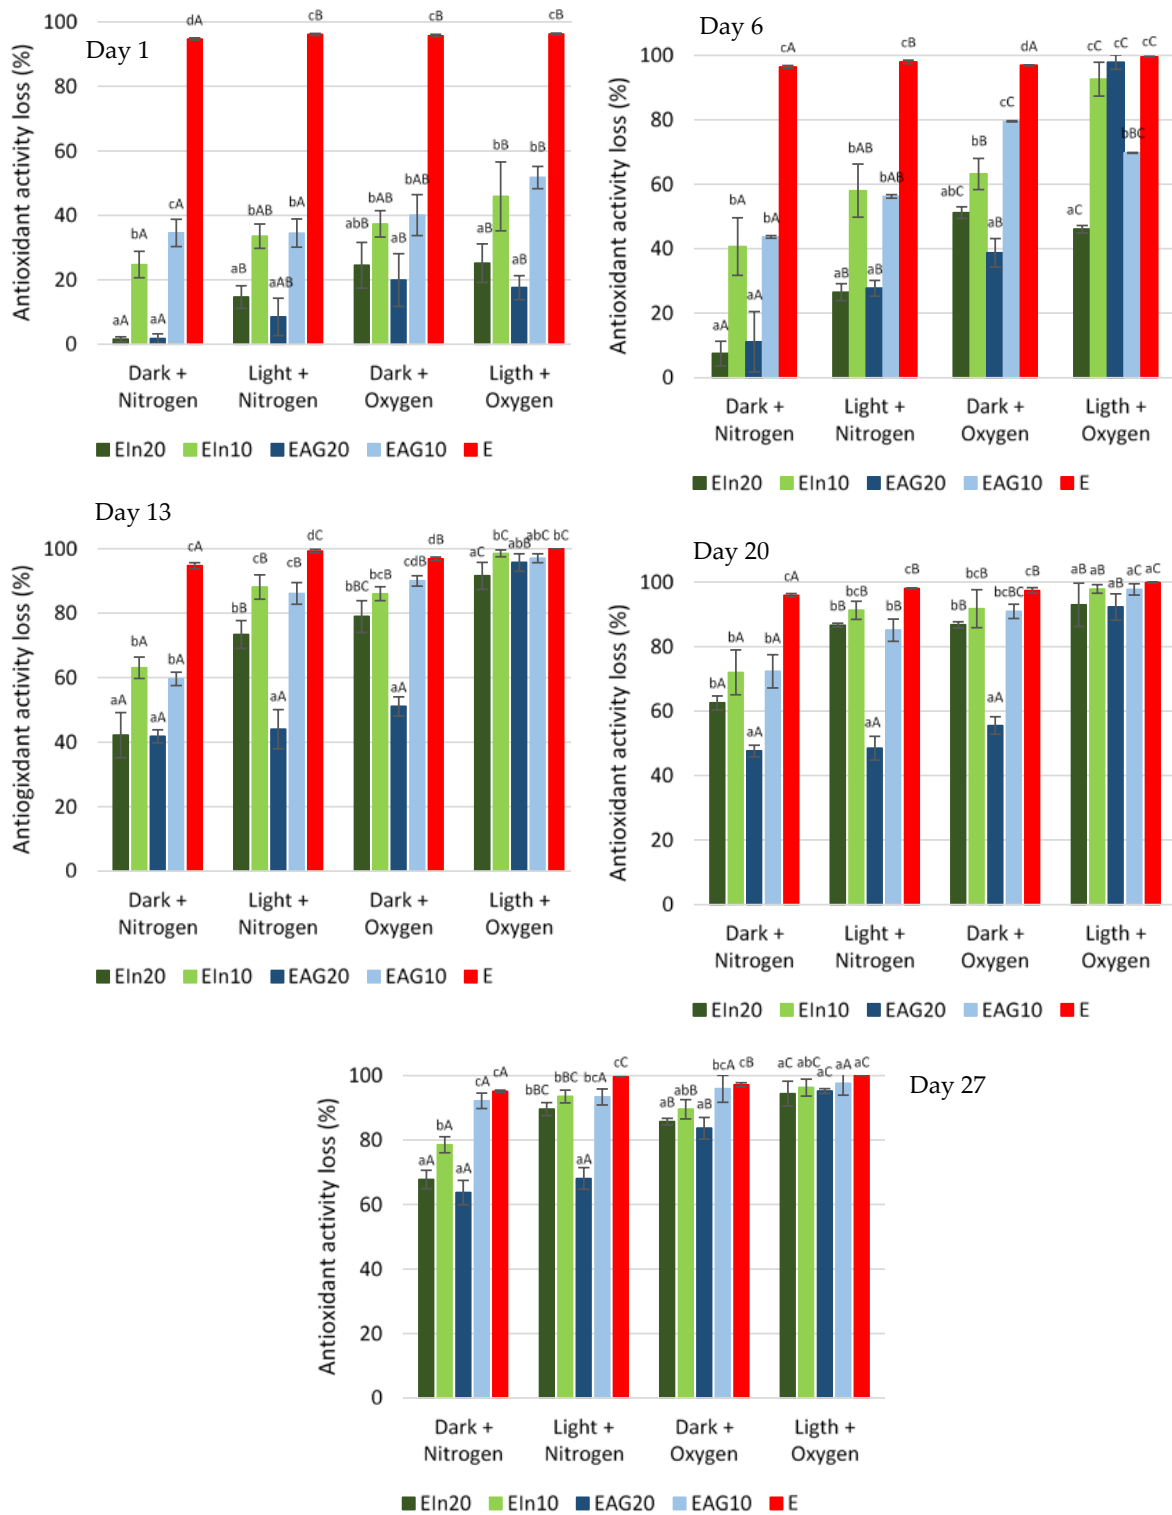 Day 1
Antioxidant activity loss (%)
100
80
60
40
20
0
aA bA aA cA dA
aB bAB aAB bA cB
abB bAB aB bAB cB
aB bB aB bB cB
Dark + Nitrogen
Light + Nitrogen
Dark + Oxygen
Ligth + Oxygen
EIn20 EIn10 EAG20 EAG10 E
Day 6
Antioxidant activity loss (%)
100
80
60
40
20
0
aA bA aA bA cA
aB bAB aB bAB cB
abC bB aB cC dA
aC cC cC bBC cC
Dark + Nitrogen
Light + Nitrogen
Dark + Oxygen
Ligth + Oxygen
EIn20 EIn10 EAG20 EAG10 E
Day 13
Antiogixdant activity loss (%)
100
80
60
40
20
0
aA bA aA bA cA
bB cB aA cB dC
bBC bcB aA cdB dB
aC bC abB abC bC
Dark + Nitrogen
Light + Nitrogen
Dark + Oxygen
Ligth + Oxygen
EIn20 EIn10 EAG20 EAG10 E
Day 20
Antioxidant activity loss (%)
100
80
60
40
20
0
bA bA aA bA cA
bB bcB aA bB cB
bB bcB aA bcBC cB
aB aB aB aC aC
Dark + Nitrogen
Light + Nitrogen
Dark + Oxygen
Ligth + Oxygen
EIn20 EIn10 EAG20 EAG10 E
Day 27
Antioxidant activity loss (%)
100
80
60
40
20
0
aA bA aA cA cA
bBC bBC aA bcA cC
aB abB aB bcA cB
aC abC aC aA aC
Dark + Nitrogen
Light + Nitrogen
Dark + Oxygen
Ligth + Oxygen
EIn20 EIn10 EAG20 EAG10 E